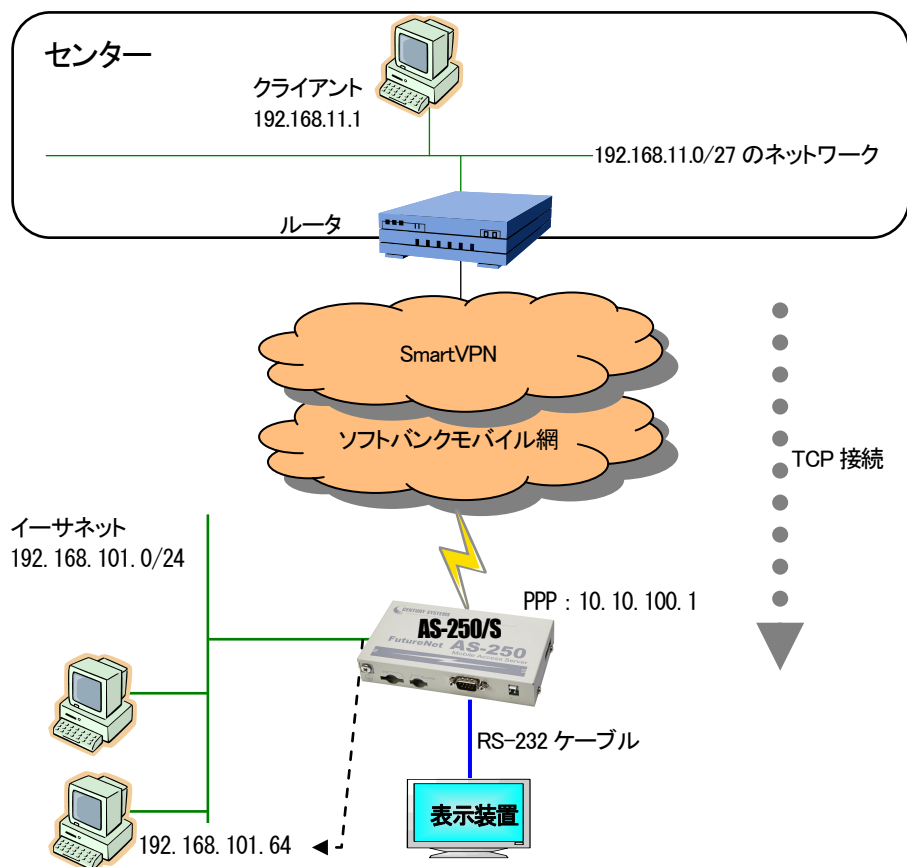 センター
クライアント
192.168.11.1
192.168.11.0/27 のネットワーク
ルータ
SmartVPN
ソフトバンクモバイル網
TCP 接続
イーサネット
192.168.101.0/24
PPP : 10.10.100.1
CENTURY SYSTEMS
AS-250/S
FutureNet AS-250
Mobile Access Server
RS-232 ケーブル
表示装置
192.168.101.64